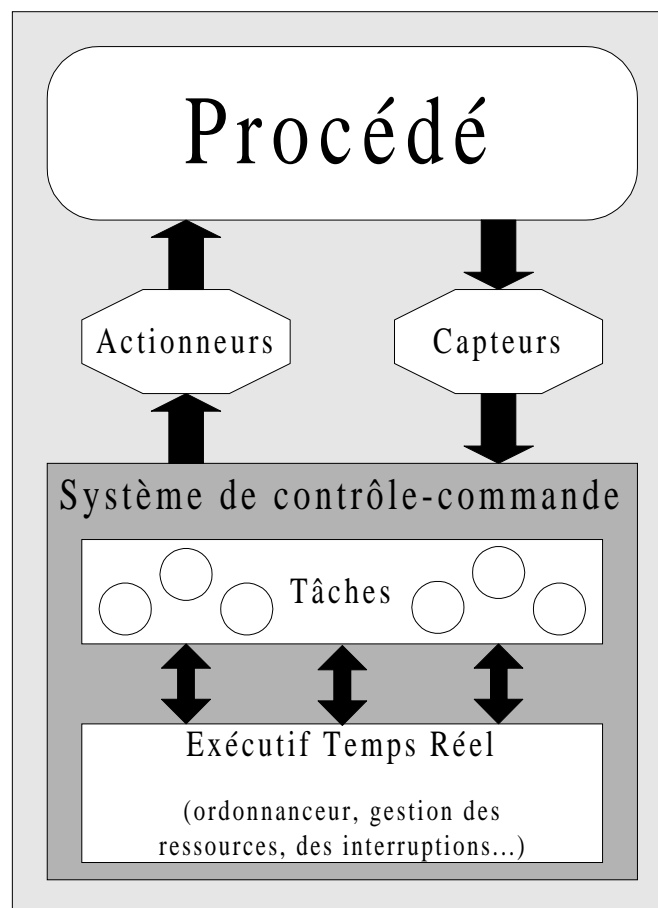 Procédé
Actionneurs
Capteurs
Système de contrôle-commande
Tâches
Exécutif Temps Réel
(ordonnanceur, gestion des
ressources, des interruptions...)